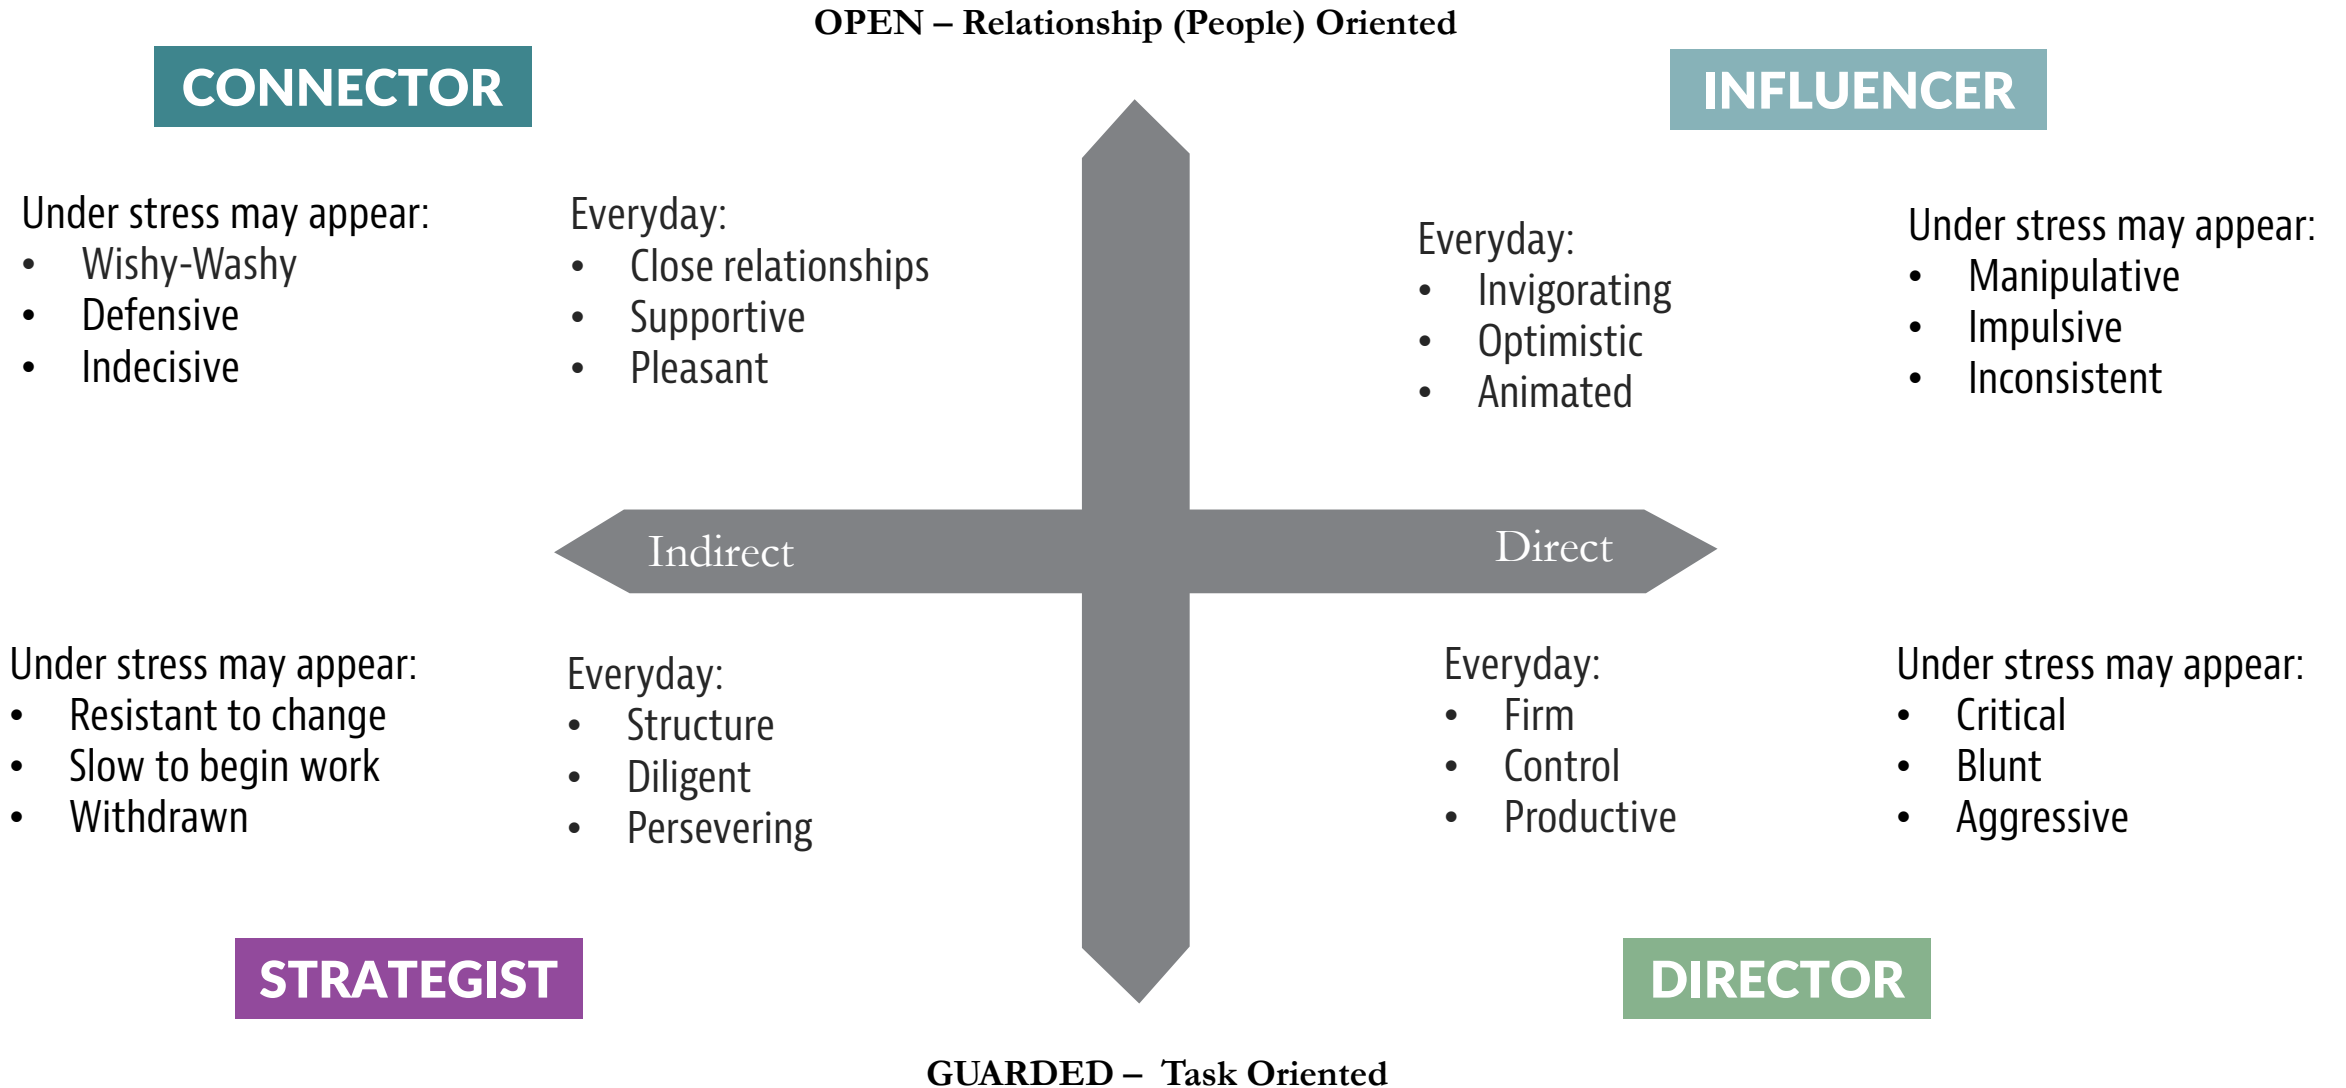 OPEN – Relationship (People) Oriented
CONNECTOR
INFLUENCER
Under stress may appear:
• Wishy-Washy
• Defensive
• Indecisive
Everyday:
• Close relationships
• Supportive
• Pleasant
Everyday:
• Invigorating
• Optimistic
• Animated
Under stress may appear:
• Manipulative
• Impulsive
• Inconsistent
Indirect
Direct
Under stress may appear:
• Resistant to change
• Slow to begin work
• Withdrawn
Everyday:
• Structure
• Diligent
• Persevering
Everyday:
• Firm
• Control
• Productive
Under stress may appear:
• Critical
• Blunt
• Aggressive
STRATEGIST
DIRECTOR
GUARDED – Task Oriented